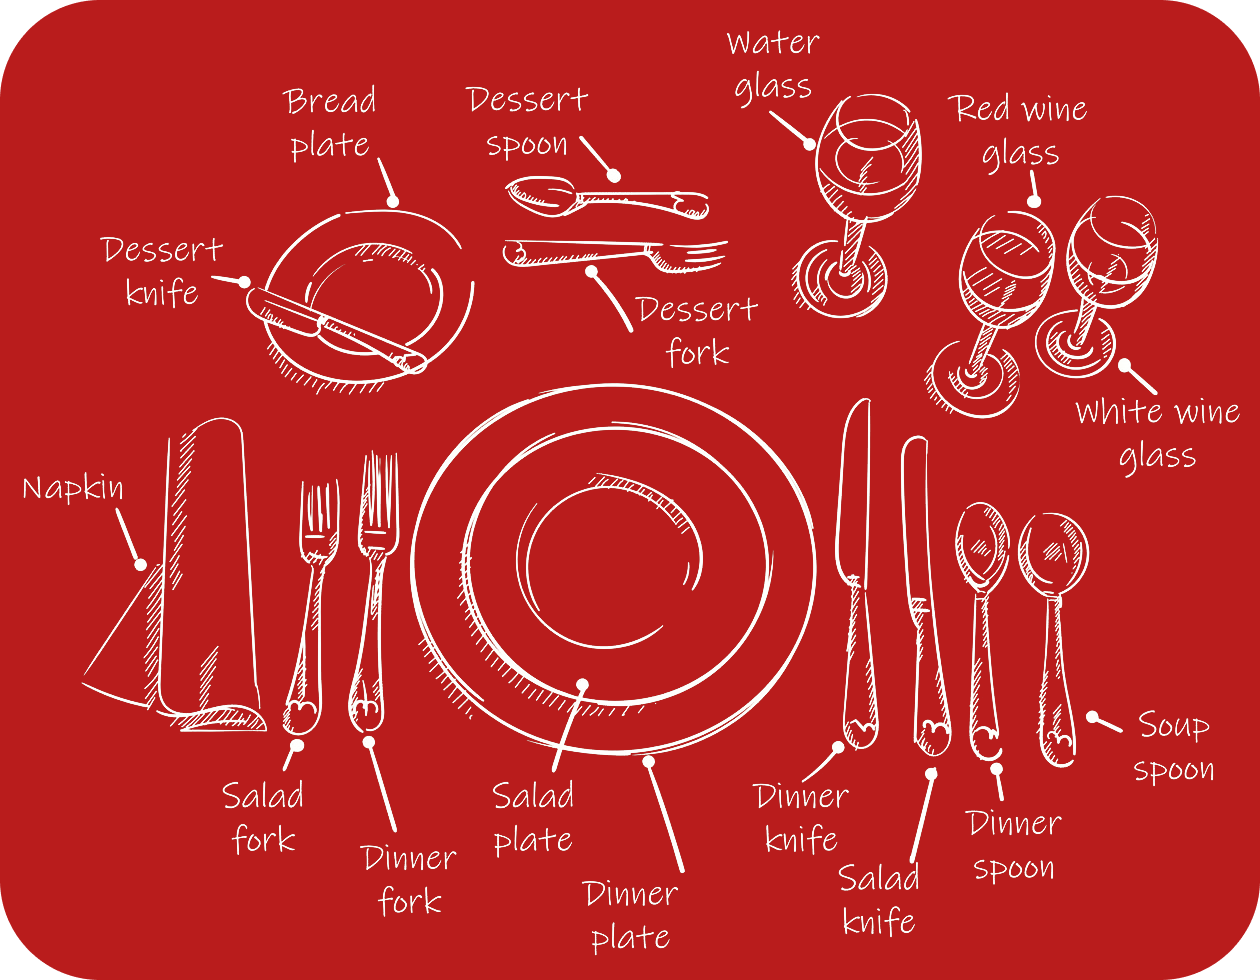 Water
glass
Bread
plate
Dessert
spoon
Red wine
glass
Dessert
knife
Dessert
fork
White wine
glass
Napkin
Soup
spoon
Salad
fork
Salad
plate
Dinner
knife
Dinner
spoon
Dinner
fork
Salad
knife
Dinner
plate